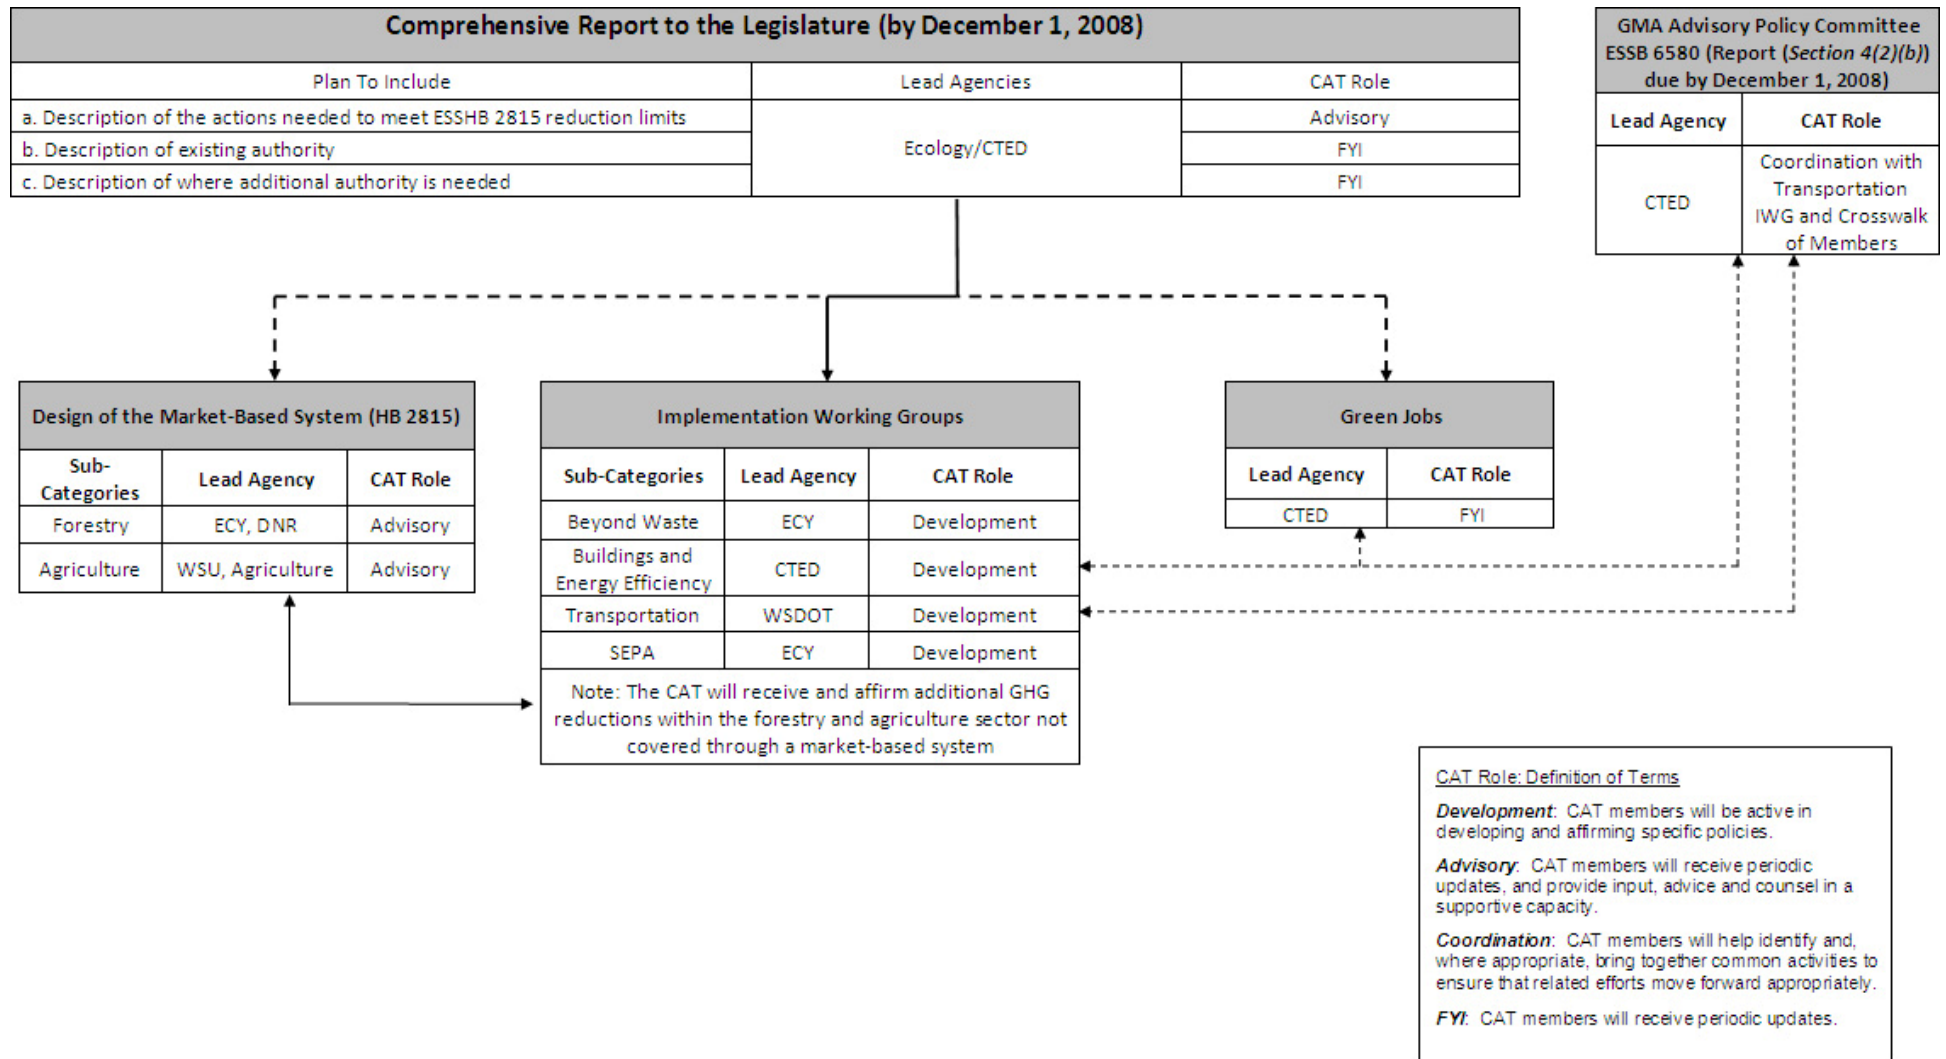 Comprehensive Report to the Legislature (by December 1, 2008)
Plan To Include
Lead Agencies
CAT Role
a. Description of the actions needed to meet ESSHB 2815 reduction limits
Ecology/CTED
Advisory
b. Description of existing authority
FYI
c. Description of where additional authority is needed
FYI
GMA Advisory Policy Committee
ESSB 6580 (Report (Section 4(2)(b))
due by December 1, 2008)
Lead Agency
CAT Role
CTED
Coordination with
Transportation
IWG and Crosswalk
of Members
Design of the Market-Based System (HB 2815)
Sub-
Categories
Lead Agency
CAT Role
Forestry
ECY, DNR
Advisory
Agriculture
WSU, Agriculture
Advisory
Implementation Working Groups
Sub-Categories
Lead Agency
CAT Role
Beyond Waste
ECY
Development
Buildings and
Energy Efficiency
CTED
Development
Transportation
WSDOT
Development
SEPA
ECY
Development
Note: The CAT will receive and affirm additional GHG
reductions within the forestry and agriculture sector not
covered through a market-based system
Green Jobs
Lead Agency
CAT Role
CTED
FYI
CAT Role: Definition of Terms
Development: CAT members will be active in
developing and affirming specific policies.
Advisory: CAT members will receive periodic
updates, and provide input, advice and counsel in a
supportive capacity.
Coordination: CAT members will help identify and,
where appropriate, bring together common activities to
ensure that related efforts move forward appropriately.
FYI: CAT members will receive periodic updates.